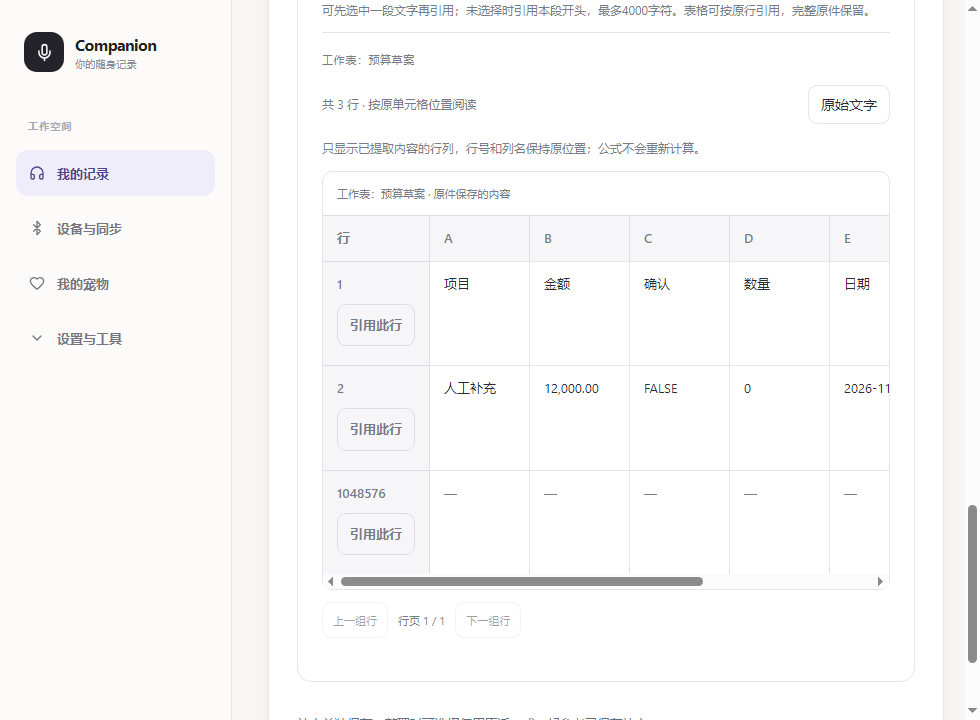 Companion
你的随身记录
工作空间
我的记录
设备与同步
我的宠物
设置与工具
可先选中一段文字再引用；未选择时引用本段开头，最多4000字符。表格可按原行引用，完整原件保留。
工作表：预算草案
共 3 行 · 按原单元格位置阅读
原始文字
只显示已提取内容的行列，行号和列名保持原位置；公式不会重新计算。
工作表：预算草案 · 原件保存的内容
行 A B C D E
1 项目 金额 确认 数量 日期
引用此行
2 人工补充 12,000.00 FALSE 0 2026-11
引用此行
1048576 — — — — —
引用此行
上一组行 行页 1 / 1 下一组行